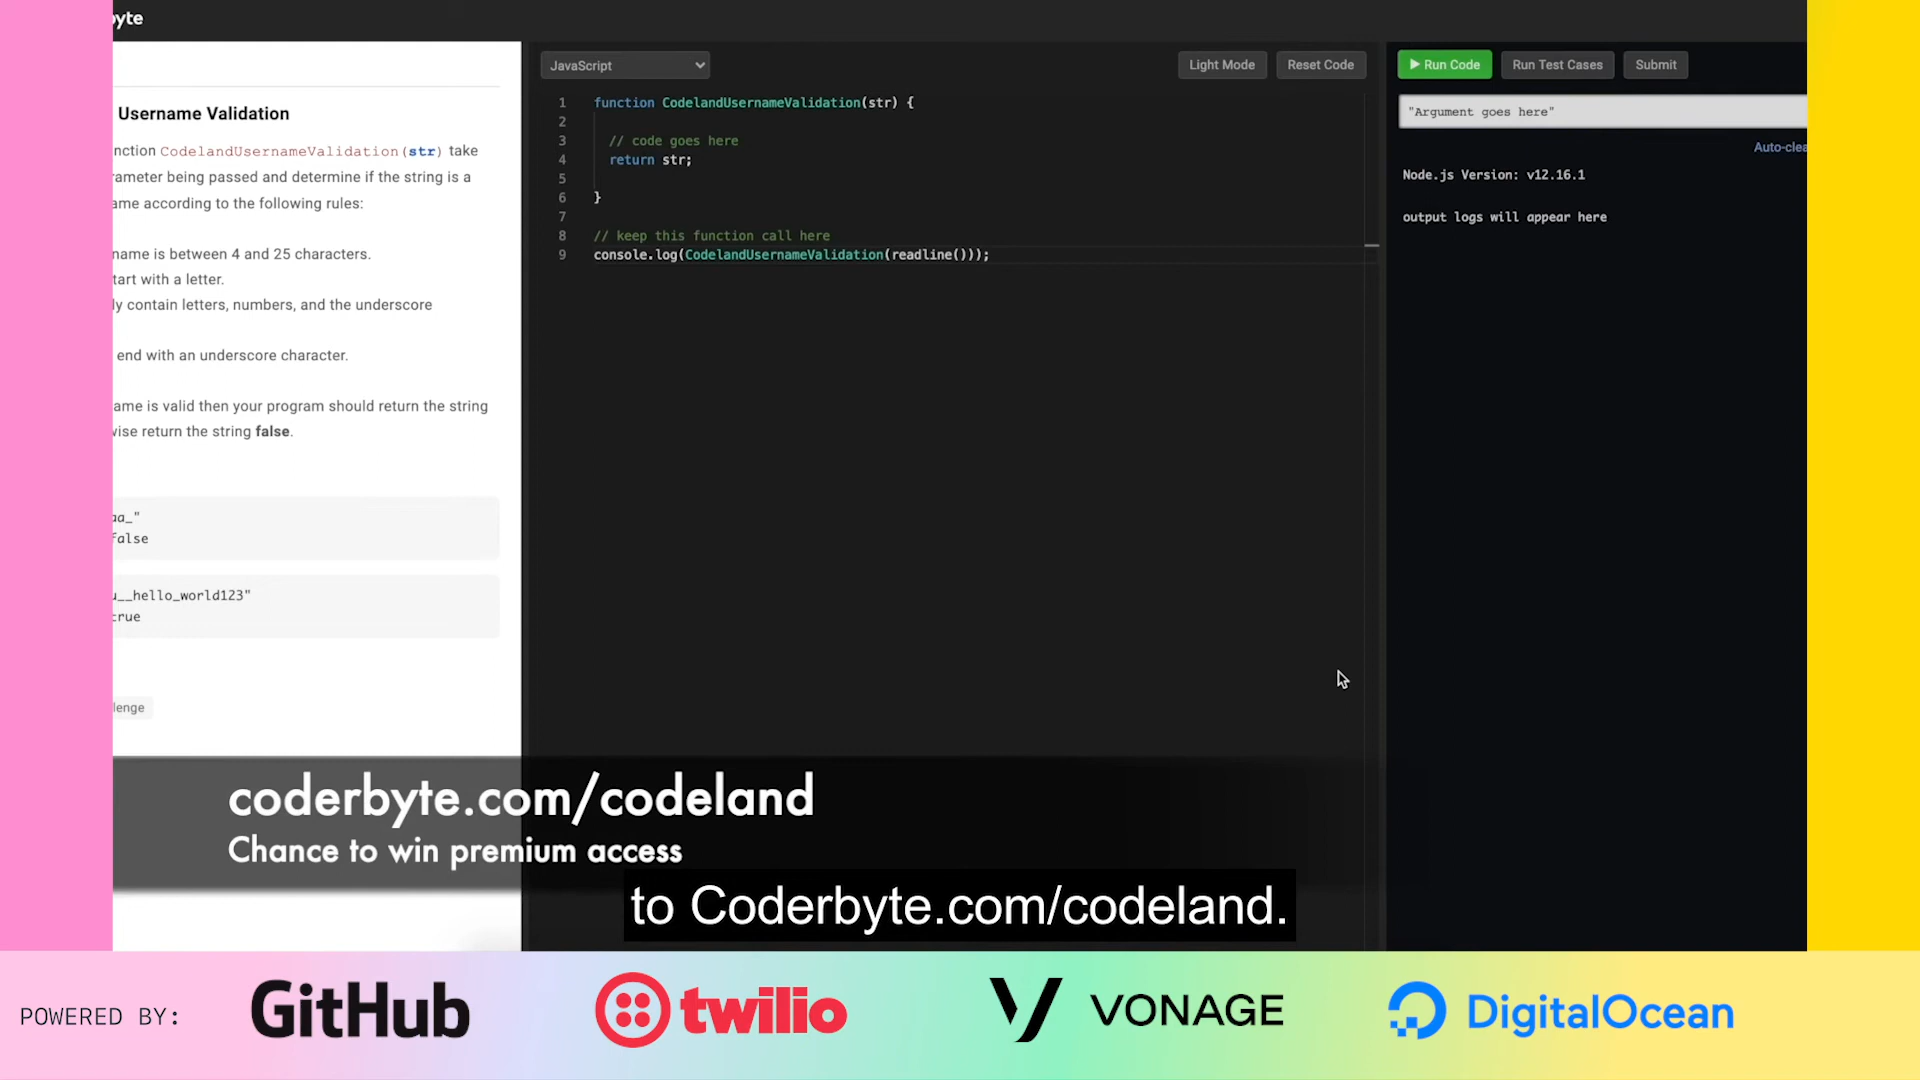 byte
Username Validation
nction CodelandUsernameValidation(str) take
rameter being passed and determine if the string is a
ame according to the following rules:
name is between 4 and 25 characters.
tart with a letter.
ly contain letters, numbers, and the underscore
end with an underscore character.
ame is valid then your program should return the string
wise return the string false.
aa_"
false
u__hello_world123"
true
lenge
JavaScript
Light Mode
Reset Code
1 function CodelandUsernameValidation(str) {
2
3 // code goes here
4 return str;
5
6 }
7
8 // keep this function call here
9 console.log(CodelandUsernameValidation(readline()));
Run Code
Run Test Cases
Submit
"Argument goes here"
Auto-clea
Node.js Version: v12.16.1
output logs will appear here
coderbyte.com/codeland
Chance to win premium access
to Coderbyte.com/codeland.
POWERED BY:
GitHub
twilio
VONAGE
DigitalOcean